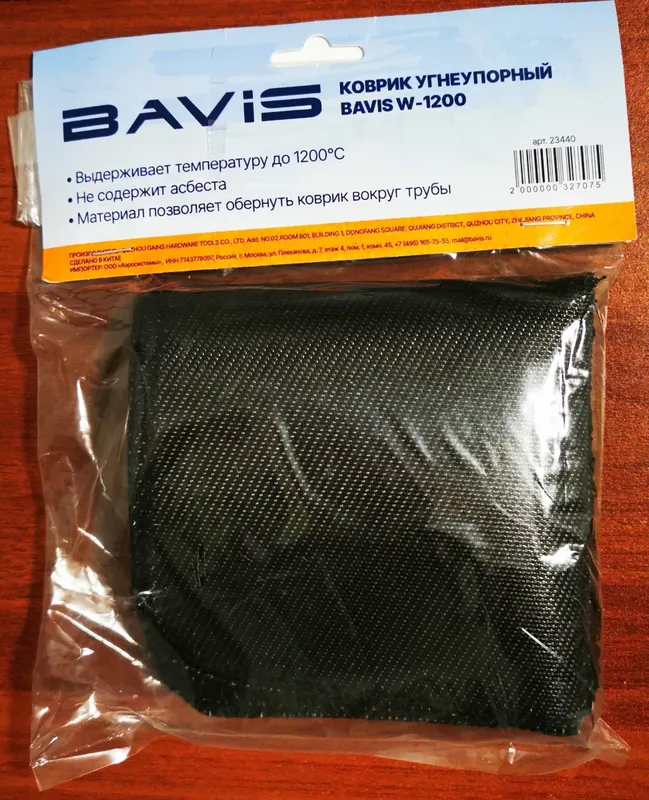 BAViS
КОВРИК УГНЕУПОРНЫЙ
BAVIS W-1200
• Выдерживает температуру до 1200°C
• Не содержит асбеста
• Материал позволяет обернуть коврик вокруг трубы
арт. 23440
2 000000 327075
GAINS HARDWARE TOOLS CO., LTD. Add: NO.02,ROOM 801, BUILDING 1, DONGFANG SQUARE, QUJIANG DISTRICT, QUZHOU CITY, ZHEJIANG PROVINCE, CHINA
СДЕЛАНО В КИТАЕ
ИМПОРТЕР: ООО «Аэросистемы», ИНН 7743778097, Россия, г. Москва, ул. Плеханова, д. 7, этаж 4, пом. 1, комн. 45, +7 (495) 165-75-55, mail@bavis.ru